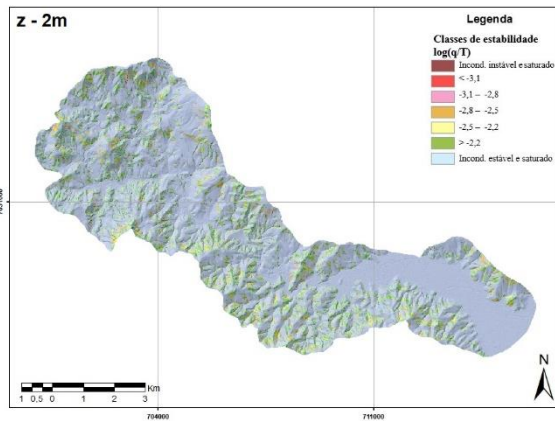 z - 2m
Legenda
Classes de estabilidade
log(q/T)
Incond. instável e saturado
< -3,1
-3,1 – -2,8
-2,8 – -2,5
-2,5 – -2,2
> -2,2
Incond. estável e saturado
Km
1 0,5 0 1 2 3
N
704000
711000